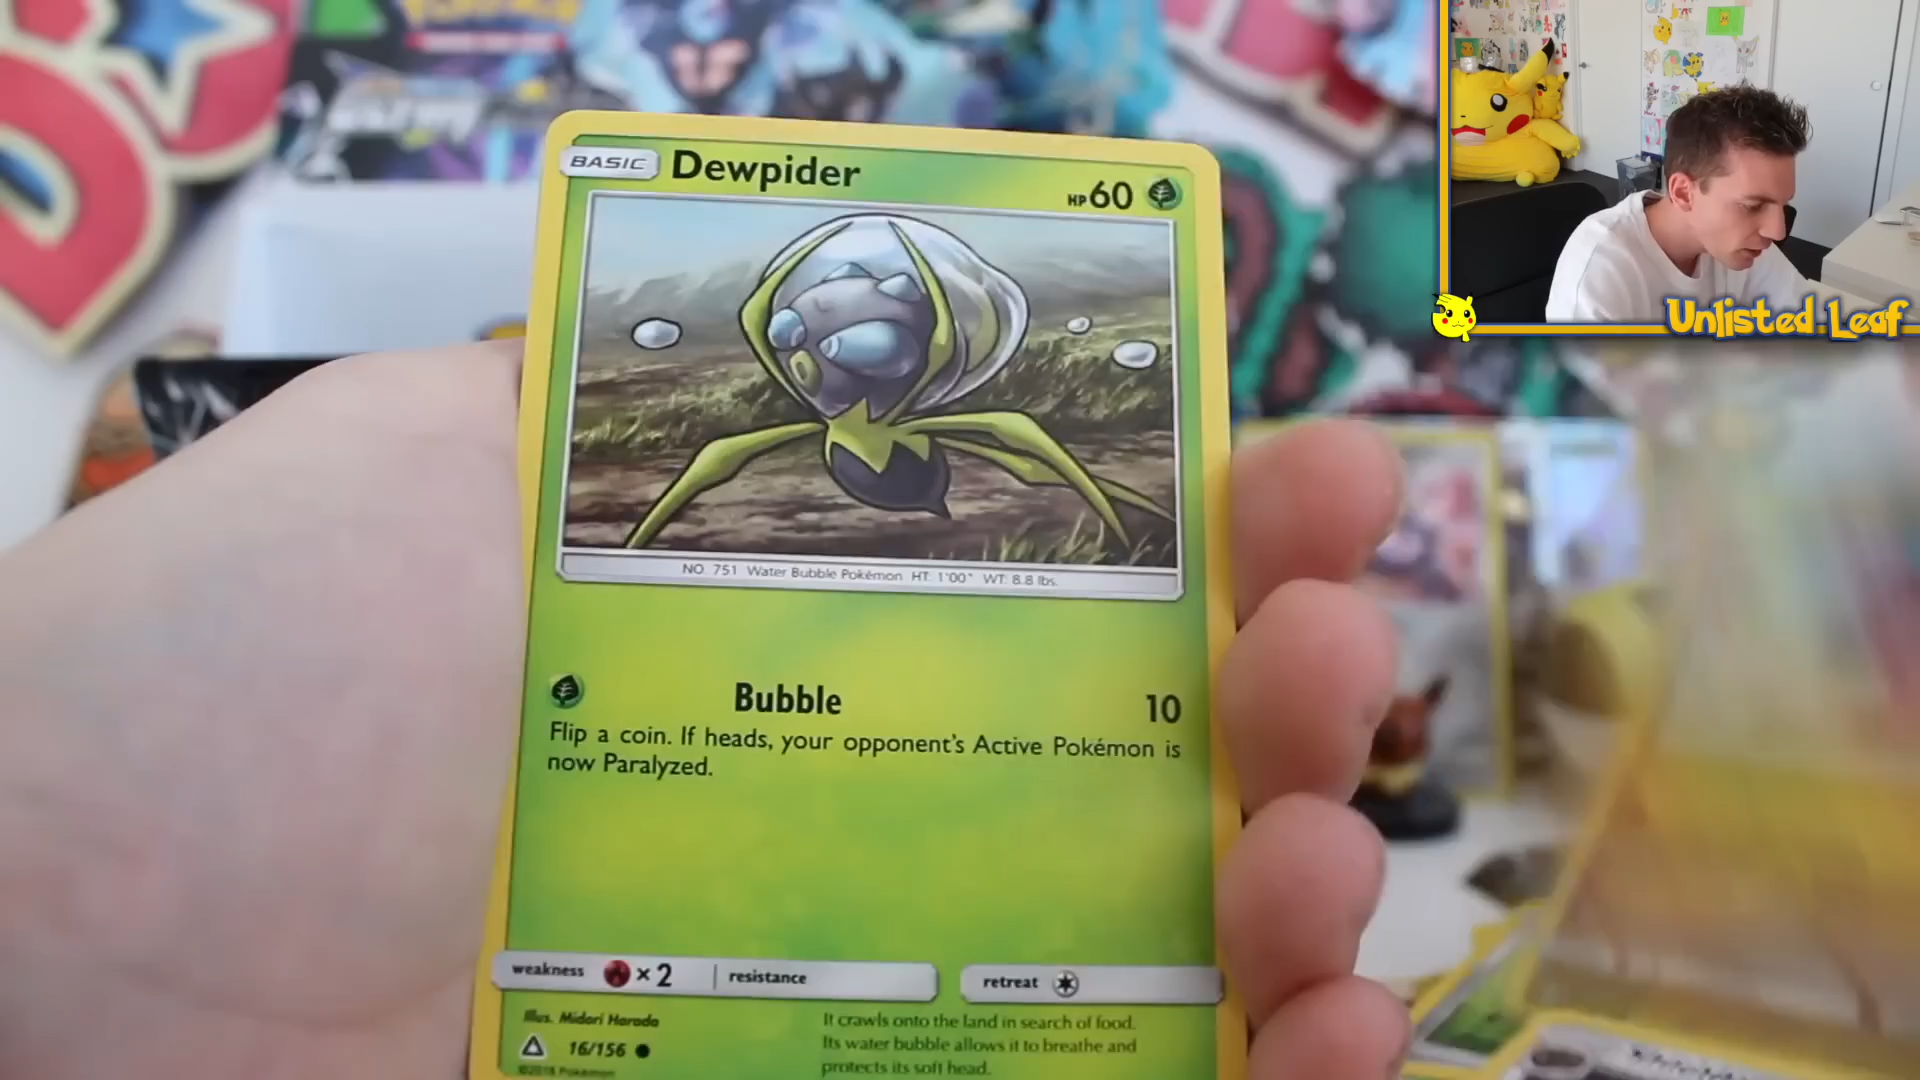 BASIC Dewpider HP60
NO. 751 Water Bubble Pokémon HT: 1'00" WT: 8.8 lbs.
Bubble 10
Flip a coin. If heads, your opponent's Active Pokémon is
now Paralyzed.
weakness ×2 resistance retreat
Illus. Midori Harada
16/156
©2018 Pokémon
It crawls onto the land in search of food.
Its water bubble allows it to breathe and
protects its soft head.
Unlisted Leaf